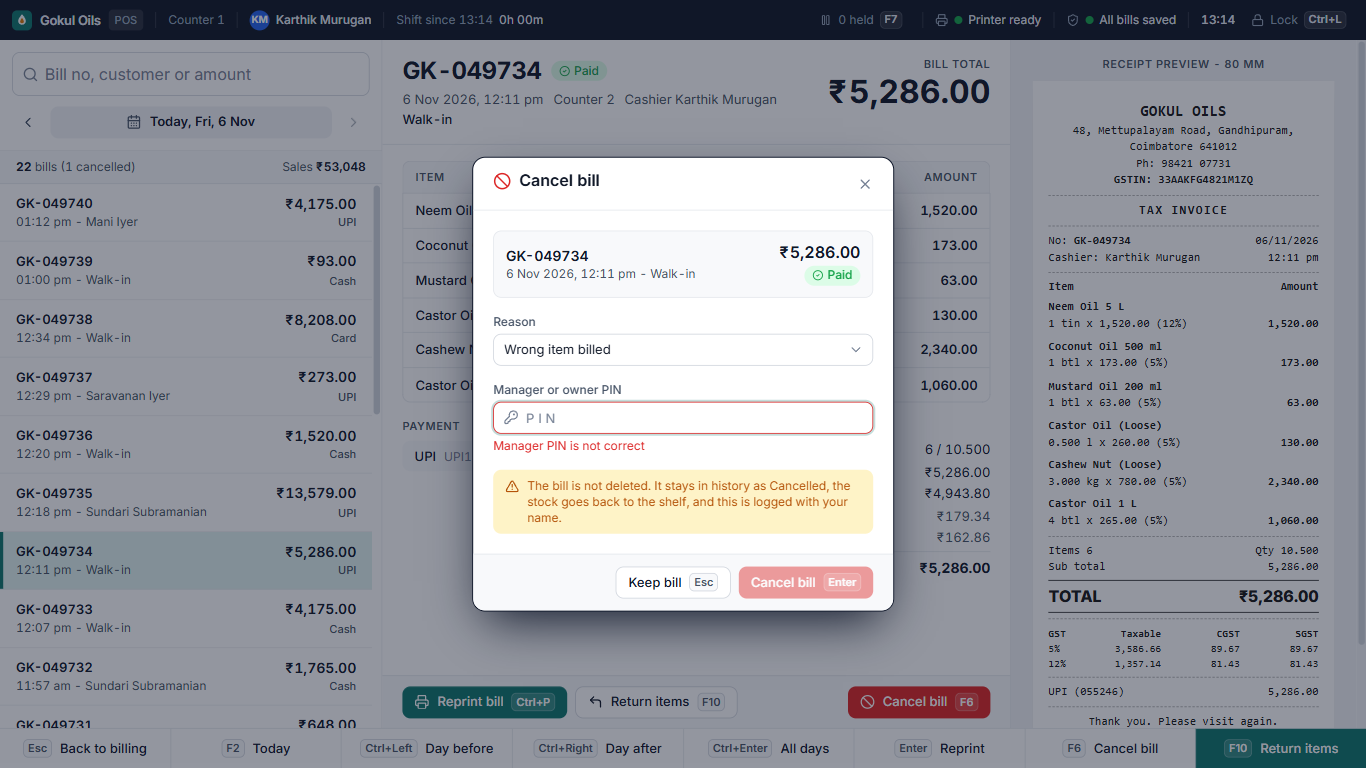 Gokul Oils POS Counter 1 KM Karthik Murugan Shift since 13:14 0h 00m 0 held F7 Printer ready All bills saved 13:14 Lock Ctrl+L
Bill no, customer or amount
Today, Fri, 6 Nov
22 bills (1 cancelled) Sales ₹53,048
GK-049740 ₹4,175.00
01:12 pm - Mani Iyer UPI
GK-049739 ₹93.00
01:00 pm - Walk-in Cash
GK-049738 ₹8,208.00
12:34 pm - Walk-in Card
GK-049737 ₹273.00
12:29 pm - Saravanan Iyer UPI
GK-049736 ₹1,520.00
12:20 pm - Walk-in Cash
GK-049735 ₹13,579.00
12:18 pm - Sundari Subramanian UPI
GK-049734 ₹5,286.00
12:11 pm - Walk-in UPI
GK-049733 ₹4,175.00
12:07 pm - Walk-in Cash
GK-049732 ₹1,765.00
11:57 am - Sundari Subramanian Cash
GK-049731 ₹648.00
GK-049734 Paid
6 Nov 2026, 12:11 pm Counter 2 Cashier Karthik Murugan
Walk-in
BILL TOTAL
₹5,286.00
ITEM AMOUNT
Neem Oil 1,520.00
Coconut 173.00
Mustard 63.00
Castor Oi 130.00
Cashew 2,340.00
Castor Oi 1,060.00
PAYMENT
UPI UPI1
6 / 10.500
₹5,286.00
₹4,943.80
₹179.34
₹162.86
₹5,286.00
Cancel bill
GK-049734 ₹5,286.00
6 Nov 2026, 12:11 pm - Walk-in Paid
Reason
Wrong item billed
Manager or owner PIN
PIN
Manager PIN is not correct
The bill is not deleted. It stays in history as Cancelled, the
stock goes back to the shelf, and this is logged with your
name.
Keep bill Esc Cancel bill Enter
Reprint bill Ctrl+P Return items F10 Cancel bill F6
RECEIPT PREVIEW - 80 MM
GOKUL OILS
48, Mettupalayam Road, Gandhipuram,
Coimbatore 641012
Ph: 98421 07731
GSTIN: 33AAKFG4821M1ZQ
TAX INVOICE
No: GK-049734 06/11/2026
Cashier: Karthik Murugan 12:11 pm
Item Amount
Neem Oil 5 L
1 tin x 1,520.00 (12%) 1,520.00
Coconut Oil 500 ml
1 btl x 173.00 (5%) 173.00
Mustard Oil 200 ml
1 btl x 63.00 (5%) 63.00
Castor Oil (Loose)
0.500 l x 260.00 (5%) 130.00
Cashew Nut (Loose)
3.000 kg x 780.00 (5%) 2,340.00
Castor Oil 1 L
4 btl x 265.00 (5%) 1,060.00
Items 6 Qty 10.500
Sub total 5,286.00
TOTAL ₹5,286.00
GST Taxable CGST SGST
5% 3,586.66 89.67 89.67
12% 1,357.14 81.43 81.43
UPI (055246) 5,286.00
Thank you. Please visit again.
Esc Back to billing F2 Today Ctrl+Left Day before Ctrl+Right Day after Ctrl+Enter All days Enter Reprint F6 Cancel bill F10 Return items